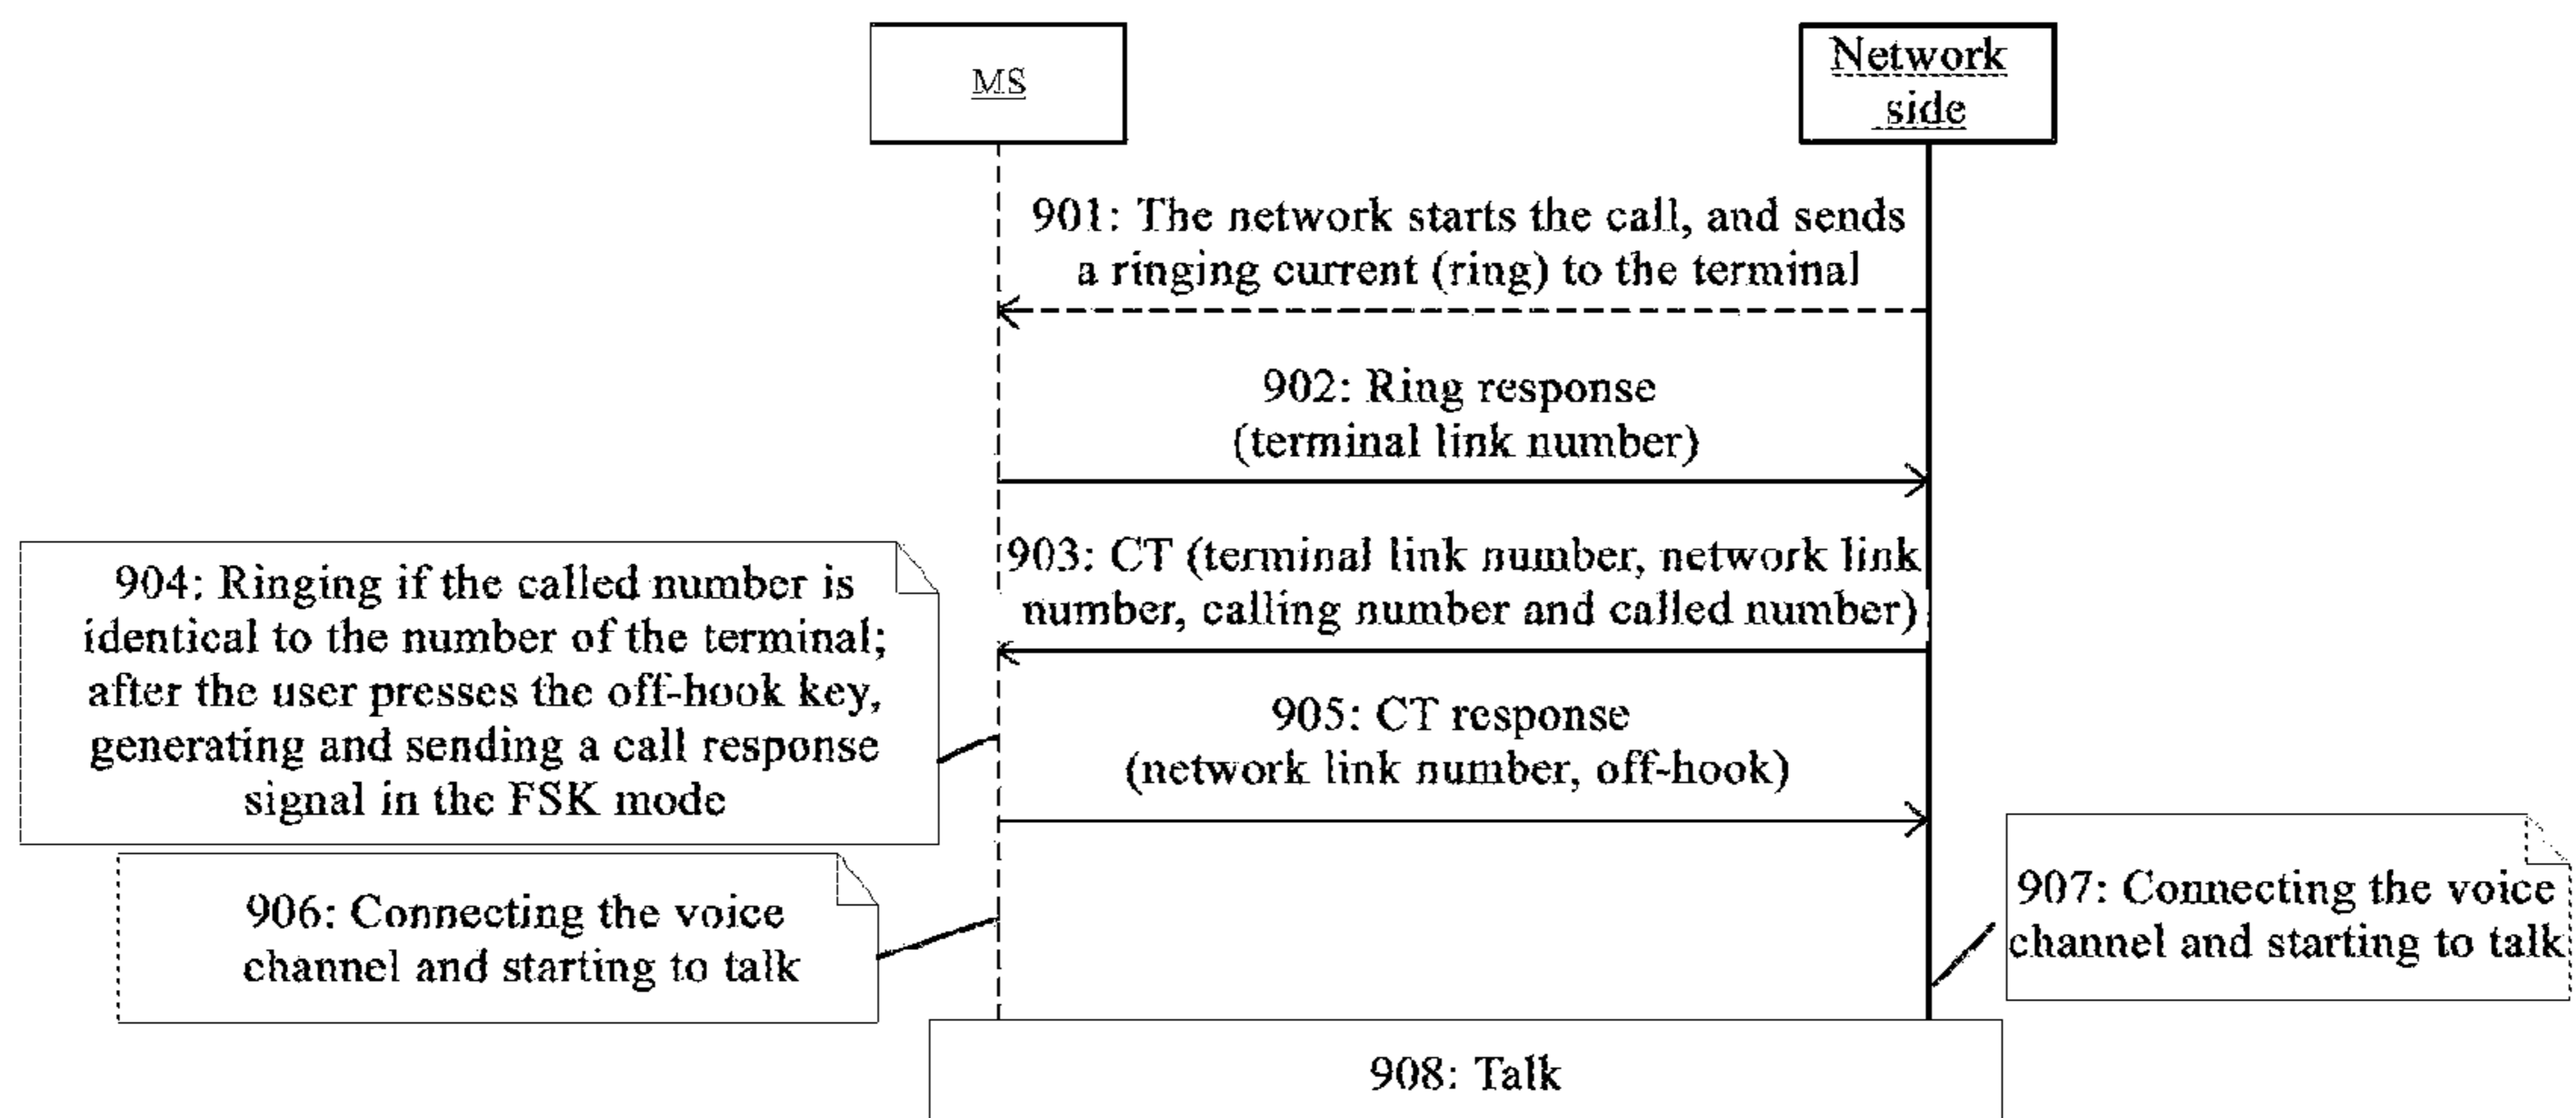 MS
Network
side
901: The network starts the call, and sends
a ringing current (ring) to the terminal
902: Ring response
(terminal link number)
903: CT (terminal link number, network link
number, calling number and called number)
904: Ringing if the called number is
identical to the number of the terminal;
after the user presses the off-hook key,
generating and sending a call response
signal in the FSK mode
905: CT response
(network link number, off-hook)
906: Connecting the voice
channel and starting to talk
907: Connecting the voice
channel and starting to talk
908: Talk